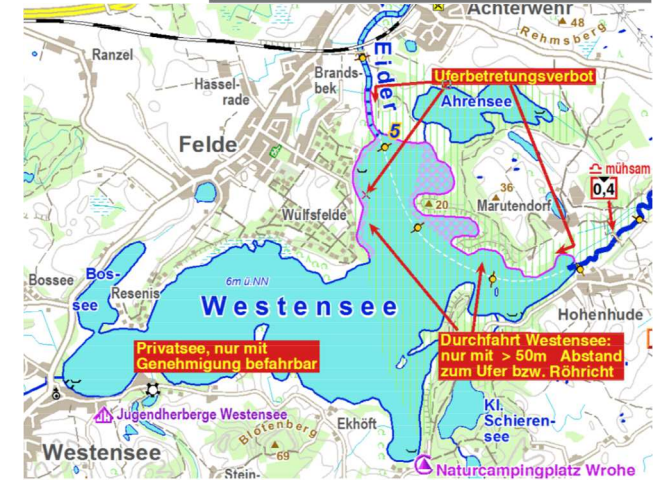 Achterwehr
48
Rehmsberg
Ranzel
Brands-
bek
Eider
Uferbetretungsverbot
Hassel-
rade
Ahrensee
5
Felde
mühsam
0,4
36
20
Marutendorf
Wulfsfelde
Bossee
Bos-
see
6m ü.NN
Resenis
Westensee
Hohenhude
Privatsee, nur mit
Genehmigung befahrbar
Durchfahrt Westensee:
nur mit > 50m Abstand
zum Ufer bzw. Röhricht
Jugendherberge Westensee
Kl.
Schieren-
see
Ekhöft
Blotenberg
69
Westensee
Stein-
Naturcampingplatz Wrohe